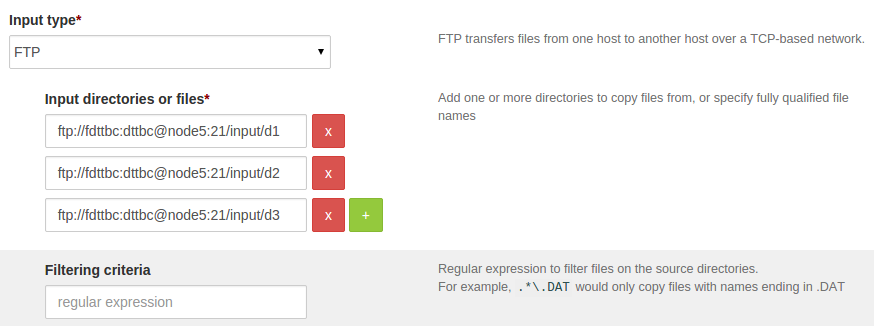 Input type*
FTP
FTP transfers files from one host to another host over a TCP-based network.
Input directories or files*
Add one or more directories to copy files from, or specify fully qualified file
names
ftp://fdttbc:dttbc@node5:21/input/d1 x
ftp://fdttbc:dttbc@node5:21/input/d2 x
ftp://fdttbc:dttbc@node5:21/input/d3 x +
Filtering criteria
regular expression
Regular expression to filter files on the source directories.
For example, .*\.DAT would only copy files with names ending in .DAT